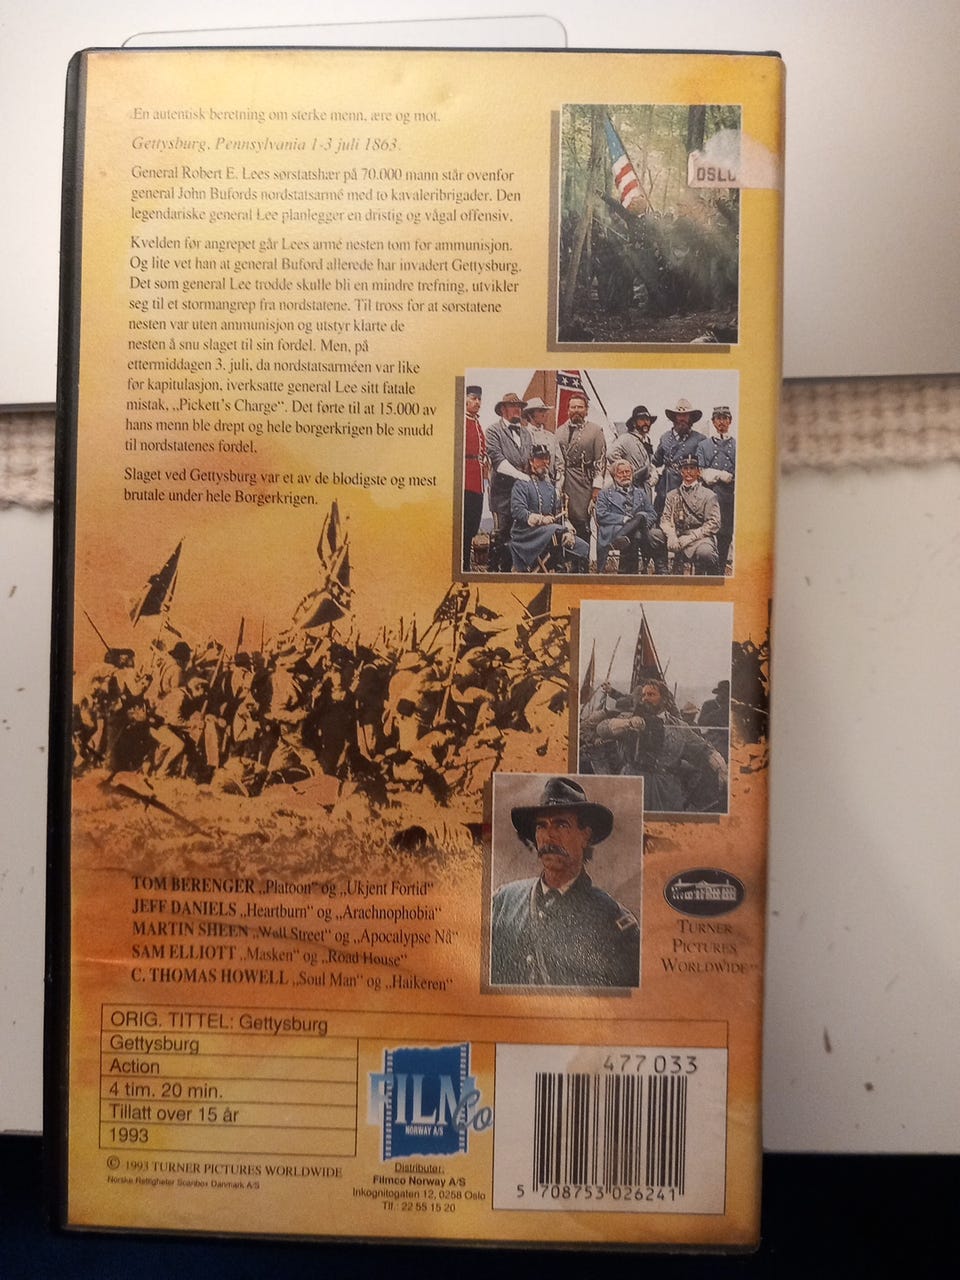 En autentisk beretning om sterke menn, ære og mot.
Gettysburg, Pennsylvania 1-3 juli 1863.
General Robert E. Lees sørstatshær på 70.000 mann står ovenfor
general John Bufords nordstatsarmé med to kavaleribrigader. Den
legendariske general Lee planlegger en dristig og vågal offensiv.
Kvelden før angrepet går Lees armé nesten tom for ammunisjon.
Og lite vet han at general Buford allerede har invadert Gettysburg.
Det som general Lee trodde skulle bli en mindre trefning, utvikler
seg til et stormangrep fra nordstatene. Til tross for at sørstatene
nesten var uten ammunisjon og utstyr klarte de
nesten å snu slaget til sin fordel. Men, på
ettermiddagen 3. juli, da nordstatsarméen var like
før kapitulasjon, iverksatte general Lee sitt fatale
mistak, „Pickett's Charge“. Det førte til at 15.000 av
hans menn ble drept og hele borgerkrigen ble snudd
til nordstatenes fordel.
Slaget ved Gettysburg var et av de blodigste og mest
brutale under hele Borgerkrigen.
OSLO
TOM BERENGER „Platoon“ og „Ukjent Fortid“
JEFF DANIELS „Heartburn“ og „Arachnophobia“
MARTIN SHEEN „Wall Street“ og „Apocalypse Nå“
SAM ELLIOTT „Masken“ og „Road House“
C. THOMAS HOWELL „Soul Man“ og „Haikeren“
TURNER
PICTURES
WORLDWIDE™
ORIG. TITTEL: Gettysburg
Gettysburg
Action
4 tim. 20 min.
Tillatt over 15 år
1993
© 1993 TURNER PICTURES WORLDWIDE
Norske Rettigheter Scanbox Danmark A/S
FILM Co
NORWAY A/S
Distributør:
Filmco Norway A/S
Inkognitogaten 12, 0258 Oslo
Tlf.: 22 55 15 20
477033
5 708753 026241